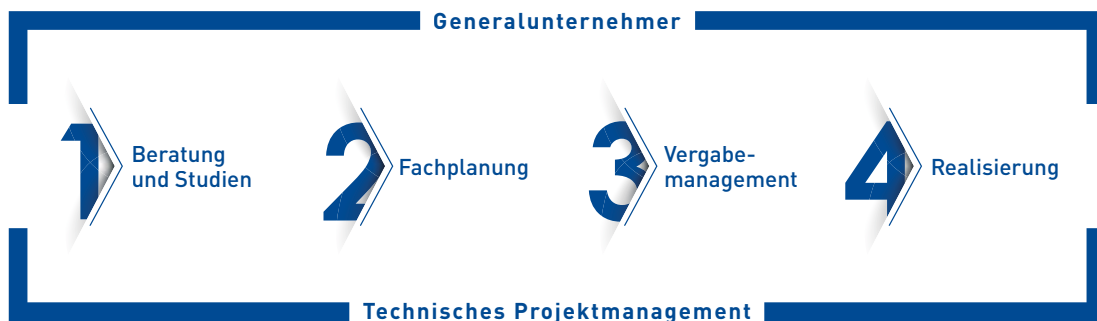 Generalunternehmer
1
Beratung
und Studien
2
Fachplanung
3
Vergabe-
management
4
Realisierung
Technisches Projektmanagement